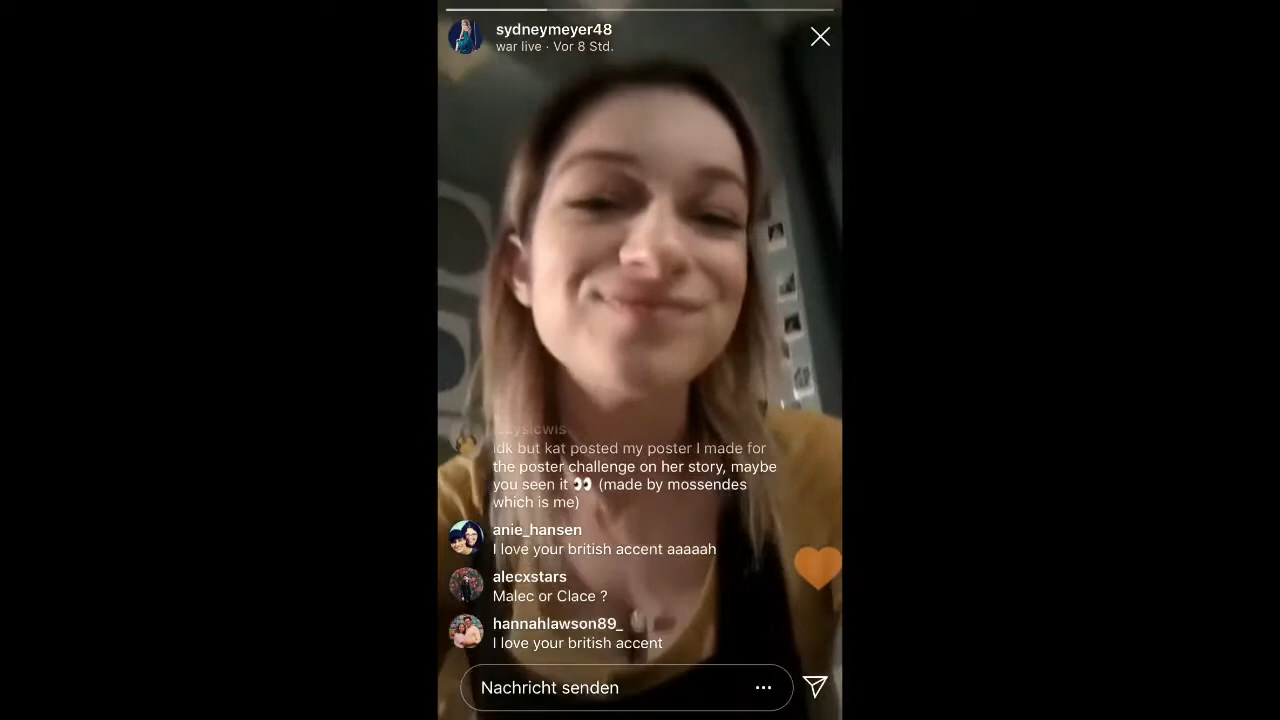 sydneymeyer48
war live · Vor 8 Std.
idk but kat posted my poster I made for
the poster challenge on her story, maybe
you seen it 👀 (made by mossendes
which is me)
anie_hansen
I love your british accent aaaaah
alecxstars
Malec or Clace ?
hannahlawson89_
I love your british accent
Nachricht senden